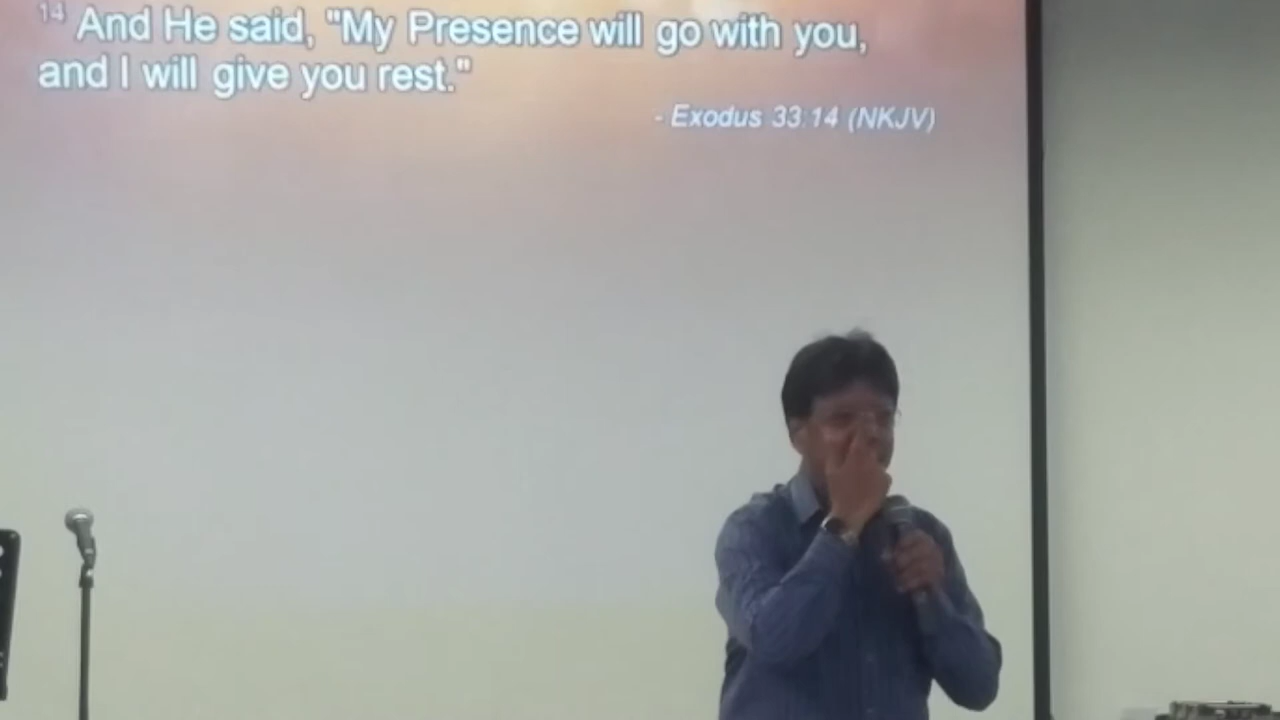 14 And He said, "My Presence will go with you,
and I will give you rest."
- Exodus 33:14 (NKJV)